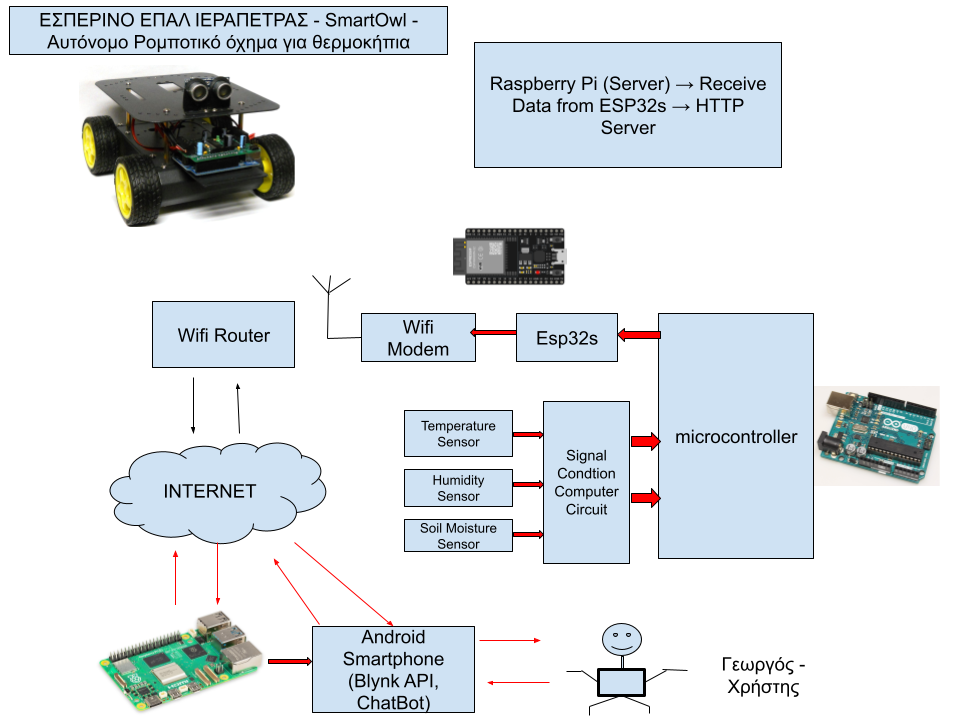 ΕΣΠΕΡΙΝΟ ΕΠΑΛ ΙΕΡΑΠΕΤΡΑΣ - SmartOwl -
Αυτόνομο Ρομποτικό όχημα για θερμοκήπια
Raspberry Pi (Server) → Receive
Data from ESP32s → HTTP
Server
Wifi Router
Wifi
Modem
Esp32s
microcontroller
Temperature
Sensor
Humidity
Sensor
Soil Moisture
Sensor
Signal
Condtion
Computer
Circuit
INTERNET
Android
Smartphone
(Blynk API,
ChatBot)
Γεωργός -
Χρήστης